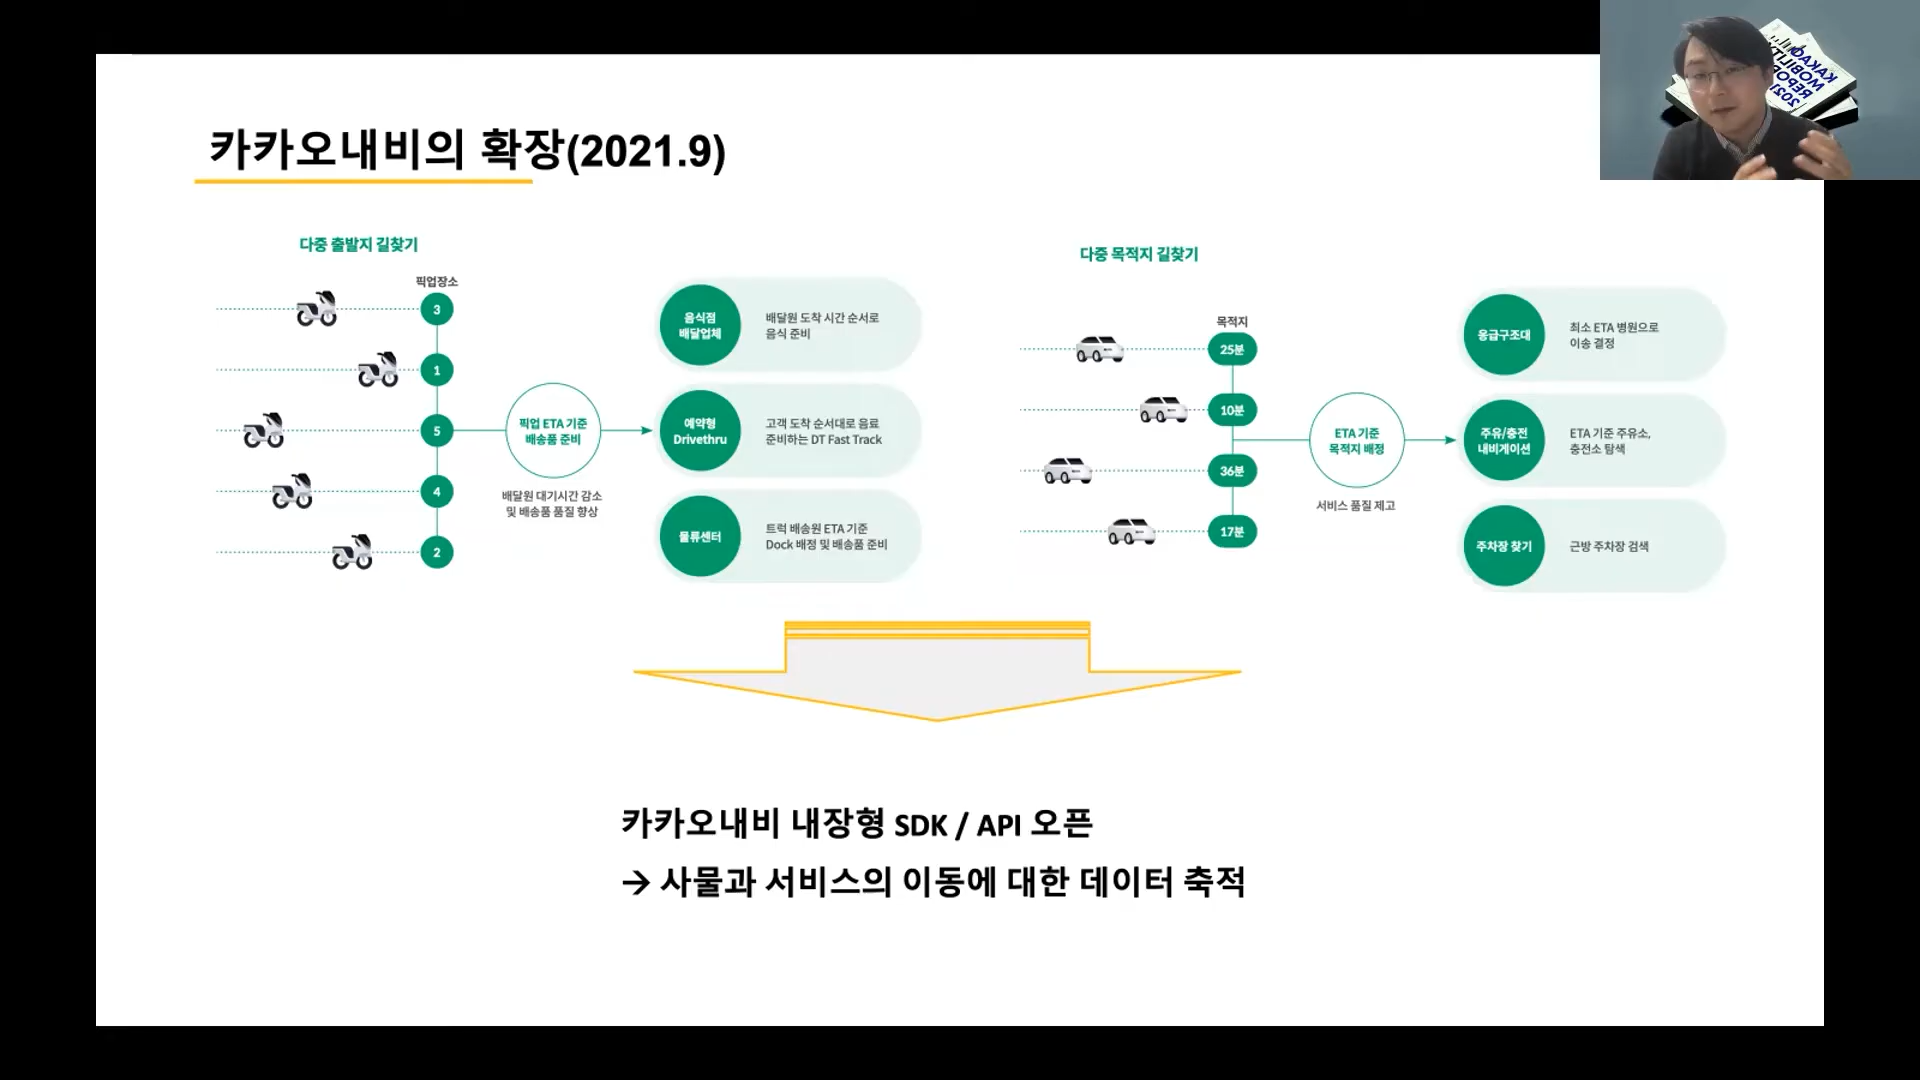 카카오내비의 확장(2021.9)
다중 출발지 길찾기
픽업장소
3
1
5
4
2
픽업 ETA 기준
배송품 준비
배달원 대기시간 감소
및 배송품 품질 향상
음식점
배달업체
배달원 도착 시간 순서로
음식 준비
예약형
Drivethru
고객 도착 순서대로 음료
준비하는 DT Fast Track
물류센터
트럭 배송원 ETA 기준
Dock 배정 및 배송품 준비
다중 목적지 길찾기
목적지
25분
10분
36분
17분
ETA 기준
목적지 배정
서비스 품질 제고
응급구조대
최소 ETA 병원으로
이송 결정
주유/충전
내비게이션
ETA 기준 주유소,
충전소 탐색
주차장 찾기
근방 주차장 검색
카카오내비 내장형 SDK / API 오픈
→ 사물과 서비스의 이동에 대한 데이터 축적
KAKAO
MOBILITY
REPORT
2021